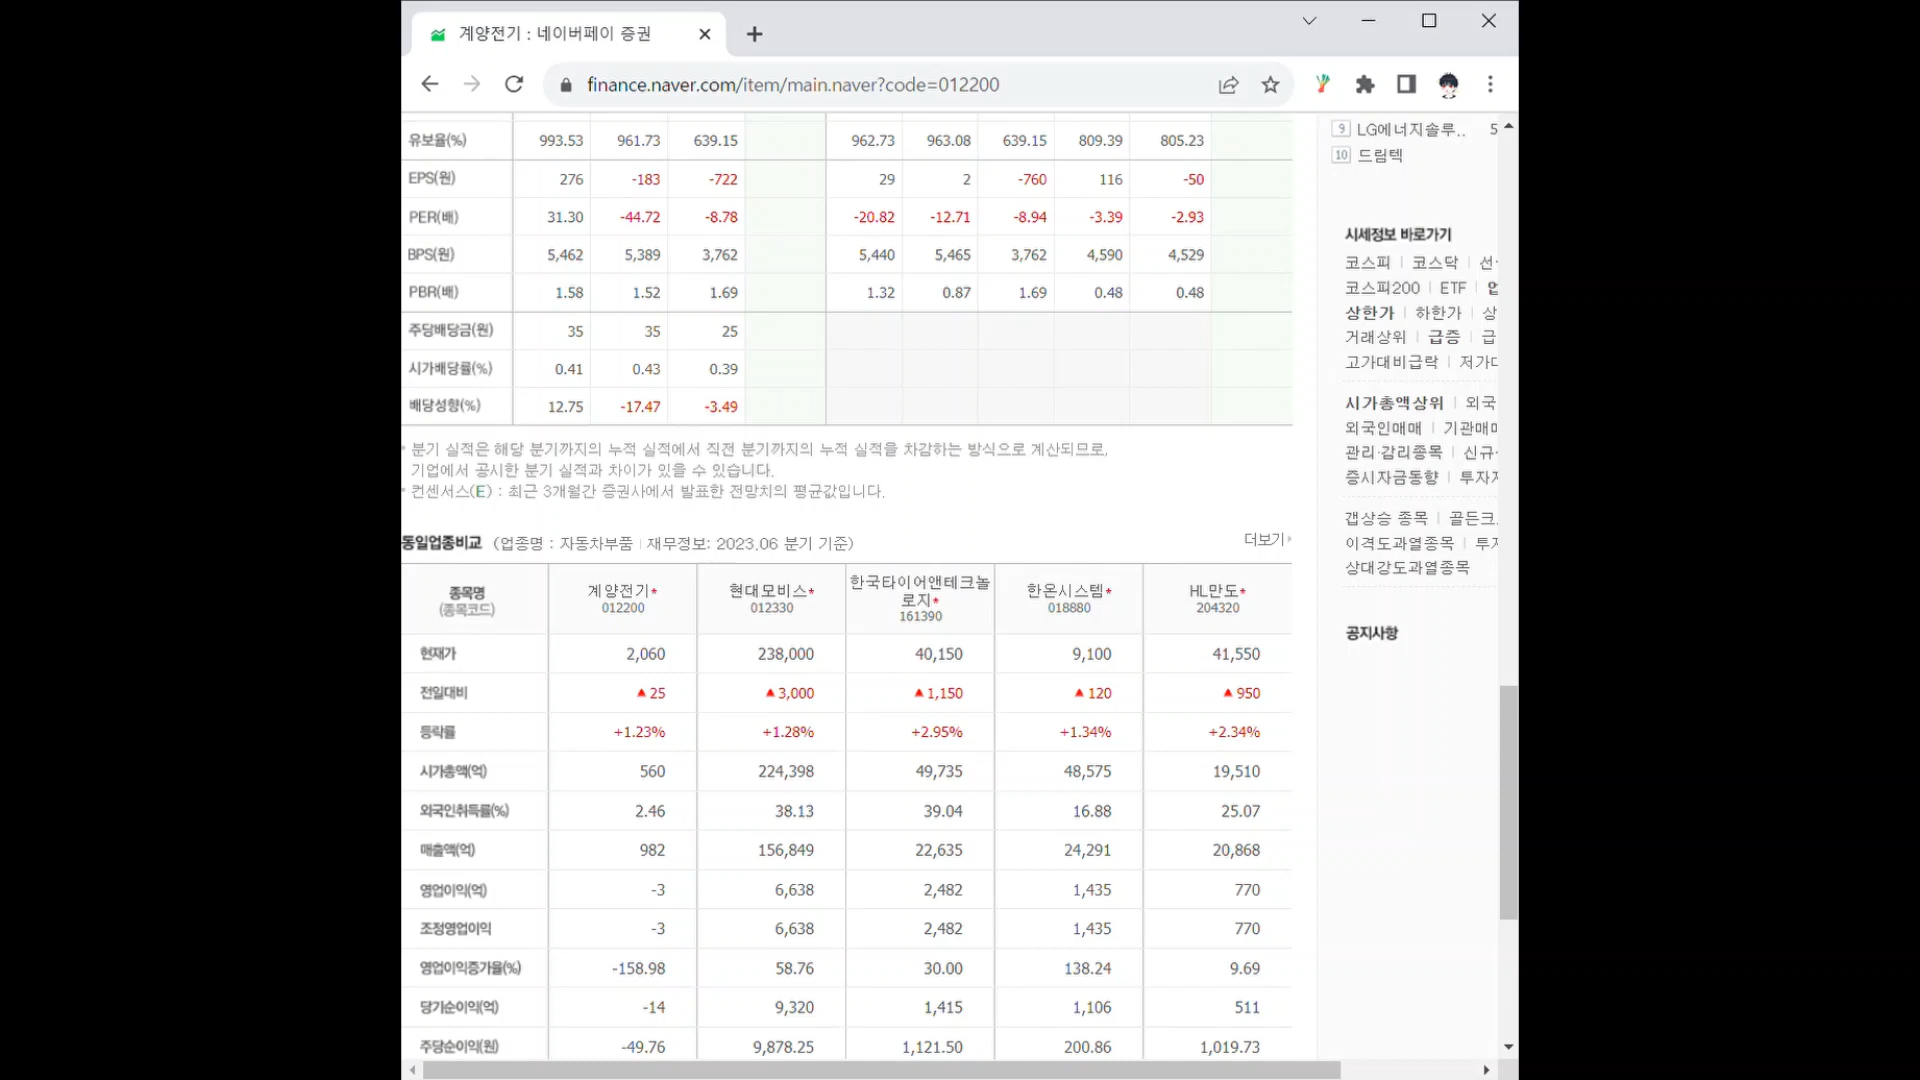 계양전기 : 네이버페이 증권
finance.naver.com/item/main.naver?code=012200
유보율(%) 993.53 961.73 639.15 962.73 963.08 639.15 809.39 805.23
EPS(원) 276 -183 -722 29 2 -760 116 -50
PER(배) 31.30 -44.72 -8.78 -20.82 -12.71 -8.94 -3.39 -2.93
BPS(원) 5,462 5,389 3,762 5,440 5,465 3,762 4,590 4,529
PBR(배) 1.58 1.52 1.69 1.32 0.87 1.69 0.48 0.48
주당배당금(원) 35 35 25
시가배당률(%) 0.41 0.43 0.39
배당성향(%) 12.75 -17.47 -3.49
* 분기 실적은 해당 분기까지의 누적 실적에서 직전 분기까지의 누적 실적을 차감하는 방식으로 계산되므로,
기업에서 공시한 분기 실적과 차이가 있을 수 있습니다.
* 컨센서스(E) : 최근 3개월간 증권사에서 발표한 전망치의 평균값입니다.
동일업종비교 (업종명 : 자동차부품 | 재무정보: 2023.06 분기 기준) 더보기
종목명 계양전기* 현대모비스* 한국타이어앤테크놀로지* 한온시스템* HL만도*
(종목코드) 012200 012330 161390 018880 204320
현재가 2,060 238,000 40,150 9,100 41,550
전일대비 ▲25 ▲3,000 ▲1,150 ▲120 ▲950
등락률 +1.23% +1.28% +2.95% +1.34% +2.34%
시가총액(억) 560 224,398 49,735 48,575 19,510
외국인취득률(%) 2.46 38.13 39.04 16.88 25.07
매출액(억) 982 156,849 22,635 24,291 20,868
영업이익(억) -3 6,638 2,482 1,435 770
조정영업이익 -3 6,638 2,482 1,435 770
영업이익증가율(%) -158.98 58.76 30.00 138.24 9.69
당기순이익(억) -14 9,320 1,415 1,106 511
주당순이익(원) -49.76 9,878.25 1,121.50 200.86 1,019.73
9 LG에너지솔루.. 5
10 드림텍
시세정보 바로가기
코스피 | 코스닥 | 선
코스피200 | ETF
상한가 | 하한가 | 상
거래상위 | 급증 | 급
고가대비급락 | 저가
시가총액상위 | 외국
외국인매매 | 기관매
관리·감리종목 | 신규
증시자금동향 | 투자
갭상승 종목 | 골든크
이격도과열종목 | 투
상대강도과열종목
공지사항